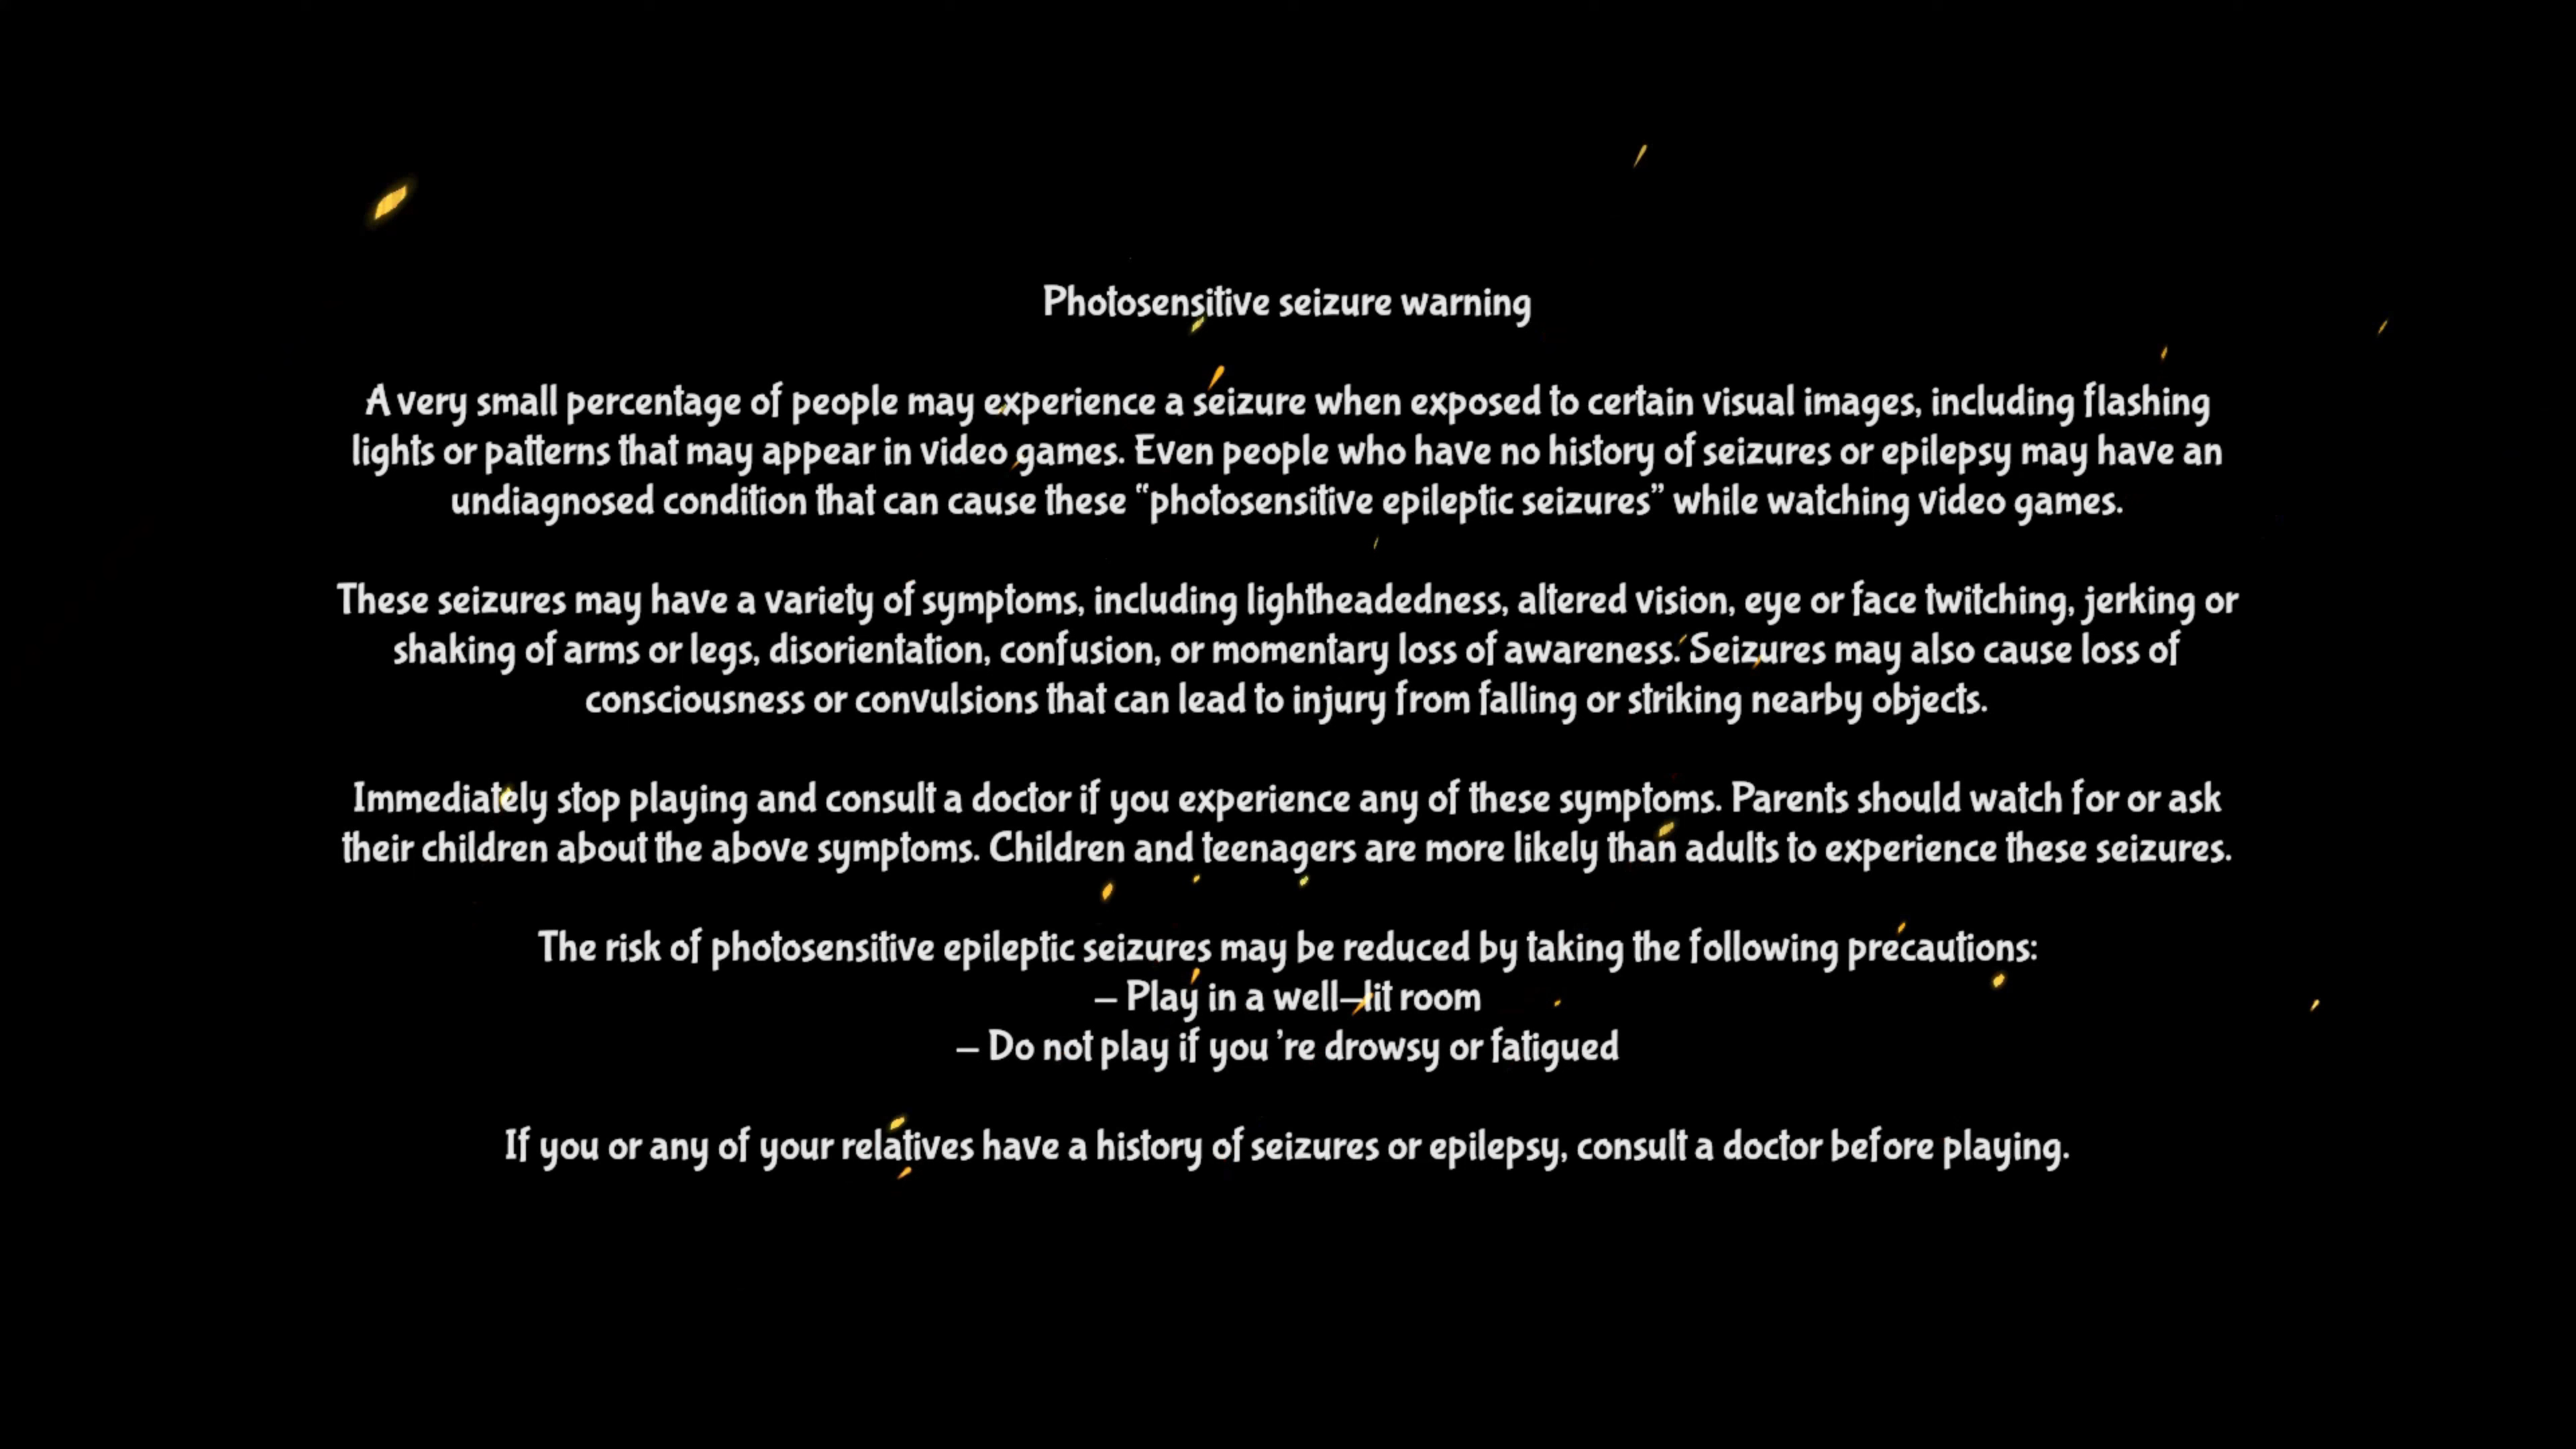 Photosensitive seizure warning
A very small percentage of people may experience a seizure when exposed to certain visual images, including flashing
lights or patterns that may appear in video games. Even people who have no history of seizures or epilepsy may have an
undiagnosed condition that can cause these “photosensitive epileptic seizures” while watching video games.
These seizures may have a variety of symptoms, including lightheadedness, altered vision, eye or face twitching, jerking or
shaking of arms or legs, disorientation, confusion, or momentary loss of awareness. Seizures may also cause loss of
consciousness or convulsions that can lead to injury from falling or striking nearby objects.
Immediately stop playing and consult a doctor if you experience any of these symptoms. Parents should watch for or ask
their children about the above symptoms. Children and teenagers are more likely than adults to experience these seizures.
The risk of photosensitive epileptic seizures may be reduced by taking the following precautions:
– Play in a well–lit room
– Do not play if you ’re drowsy or fatigued
If you or any of your relatives have a history of seizures or epilepsy, consult a doctor before playing.